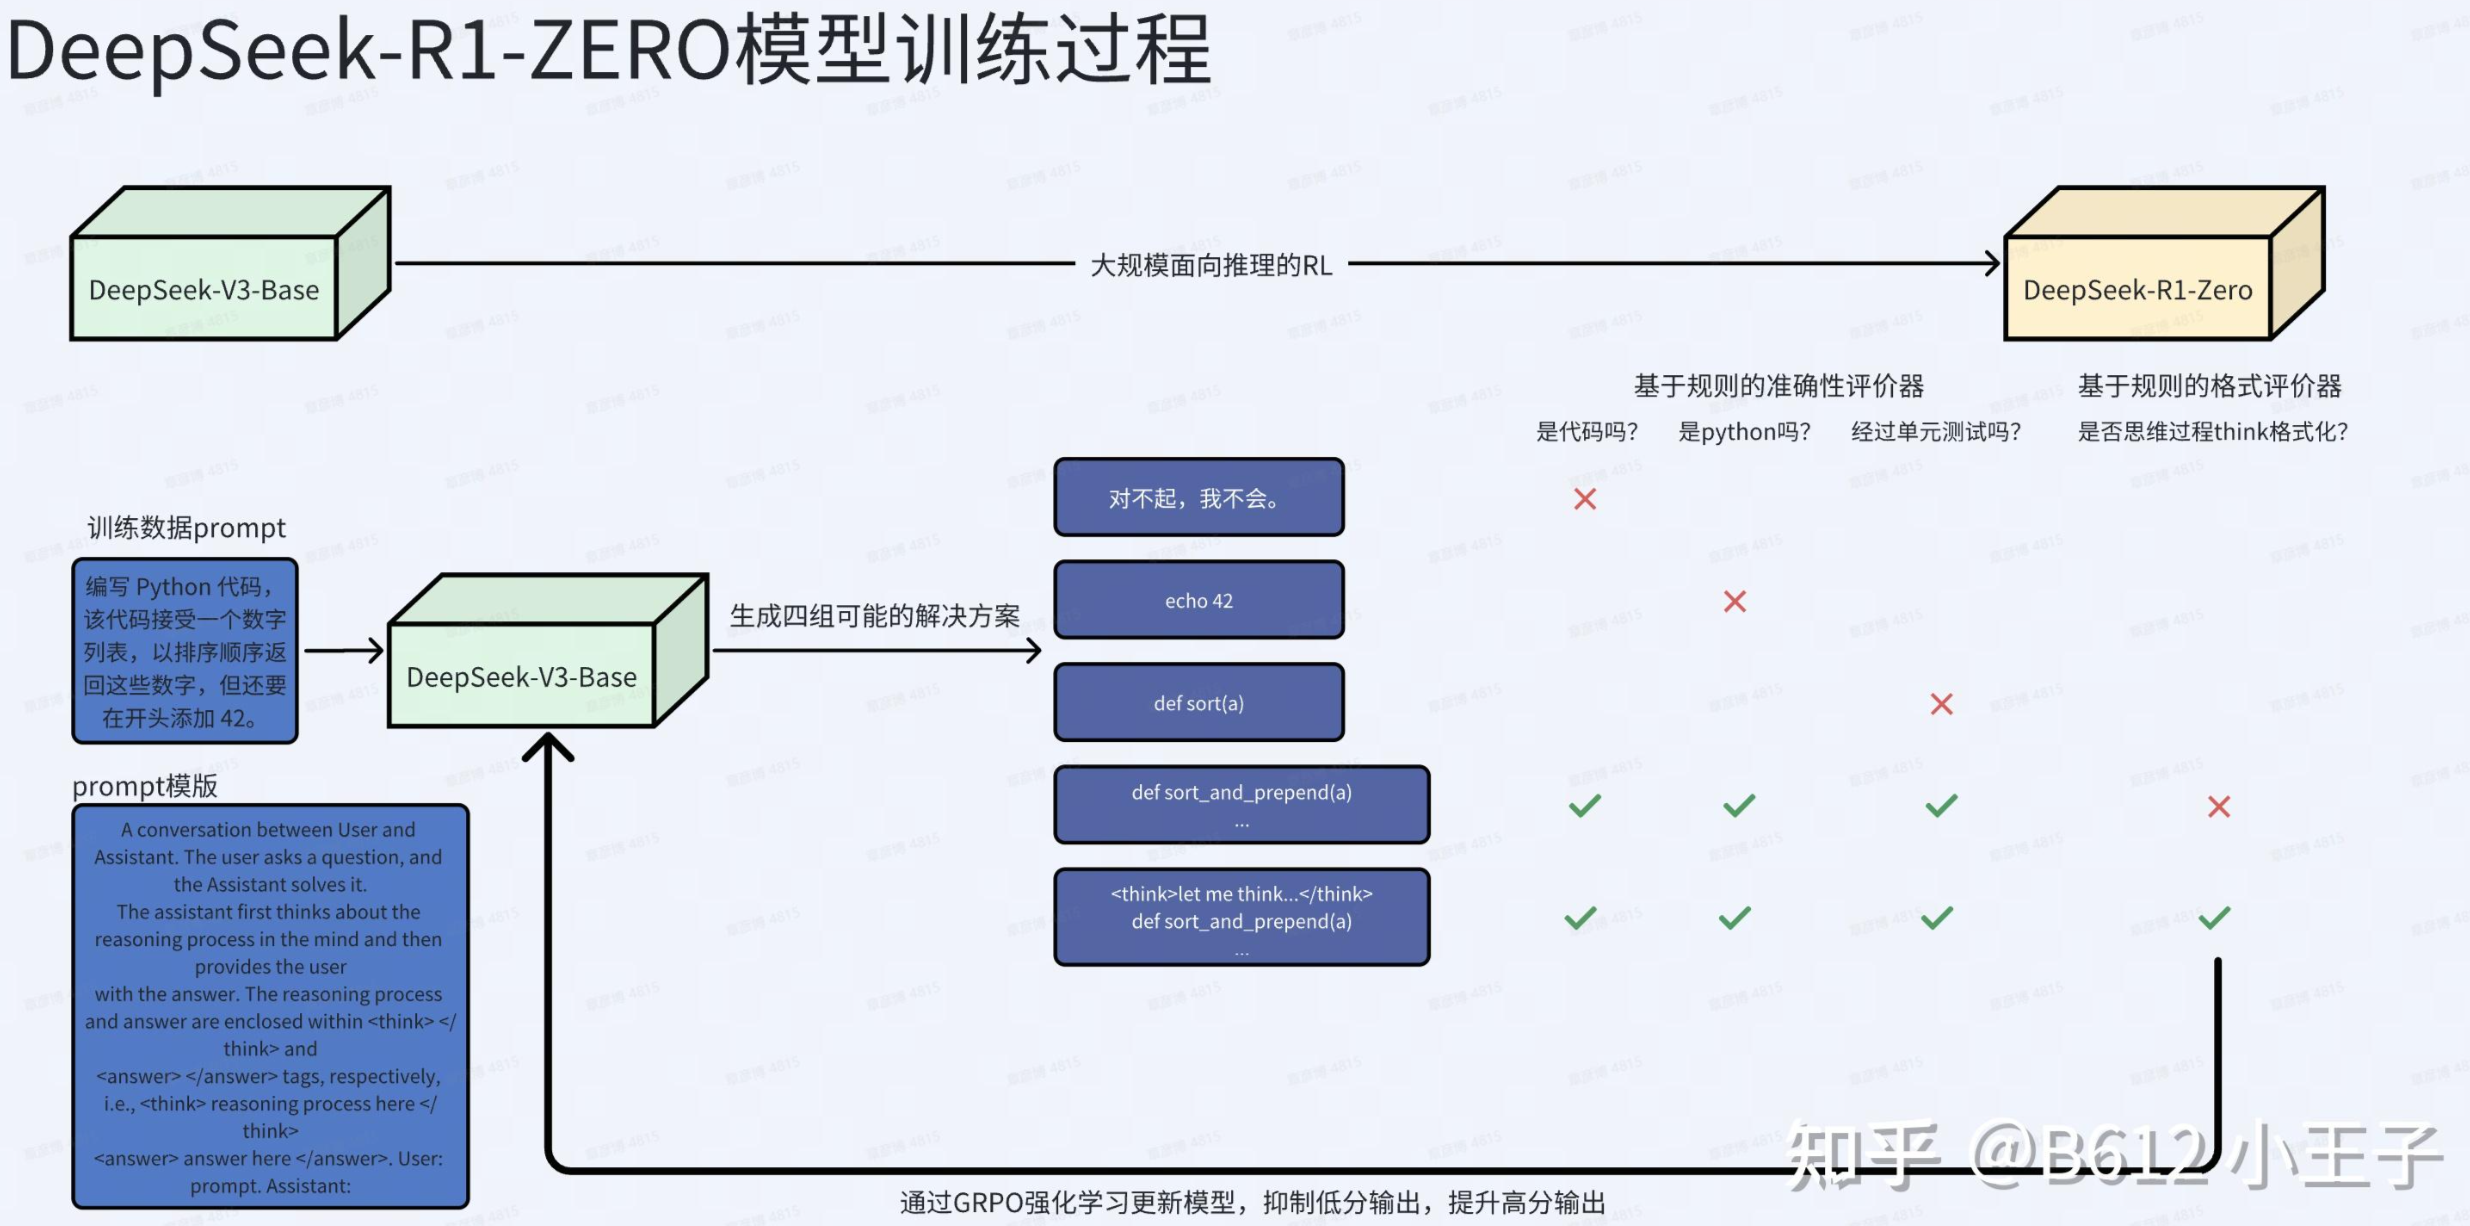 DeepSeek-R1-ZERO模型训练过程
DeepSeek-V3-Base
大规模面向推理的RL
DeepSeek-R1-Zero
基于规则的准确性评价器
基于规则的格式评价器
是代码吗?
是python吗?
经过单元测试吗?
是否思维过程think格式化?
对不起，我不会。
echo 42
def sort(a)
def sort_and_prepend(a)
...
<think>let me think...</think>
def sort_and_prepend(a)
...
训练数据prompt
编写 Python 代码，
该代码接受一个数字
列表，以排序顺序返
回这些数字，但还要
在开头添加 42。
DeepSeek-V3-Base
生成四组可能的解决方案
prompt模版
A conversation between User and
Assistant. The user asks a question, and
the Assistant solves it.
The assistant first thinks about the
reasoning process in the mind and then
provides the user
with the answer. The reasoning process
and answer are enclosed within <think> </
think> and
<answer> </answer> tags, respectively,
i.e., <think> reasoning process here </
think>
<answer> answer here </answer>. User:
prompt. Assistant:
通过GRPO强化学习更新模型，抑制低分输出，提升高分输出
知乎 @B612小王子